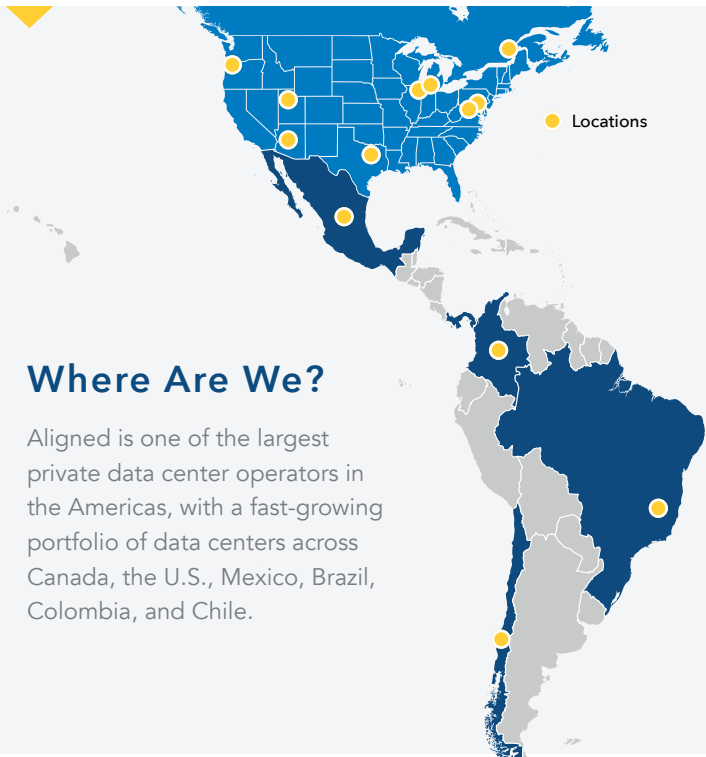 Locations
Where Are We?
Aligned is one of the largest
private data center operators in
the Americas, with a fast-growing
portfolio of data centers across
Canada, the U.S., Mexico, Brazil,
Colombia, and Chile.